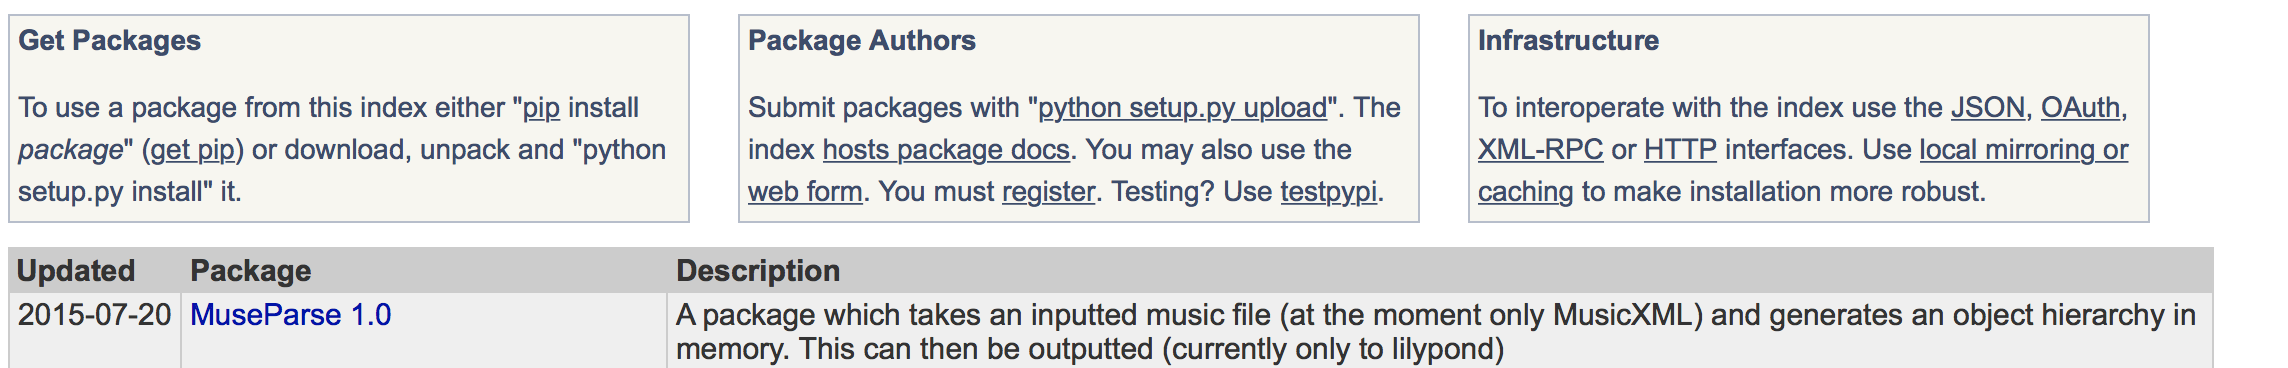 Get Packages
To use a package from this index either "pip install
package" (get pip) or download, unpack and "python
setup.py install" it.
Package Authors
Submit packages with "python setup.py upload". The
index hosts package docs. You may also use the
web form. You must register. Testing? Use testpypi.
Infrastructure
To interoperate with the index use the JSON, OAuth,
XML-RPC or HTTP interfaces. Use local mirroring or
caching to make installation more robust.
Updated Package Description
2015-07-20 MuseParse 1.0 A package which takes an inputted music file (at the moment only MusicXML) and generates an object hierarchy in
memory. This can then be outputted (currently only to lilypond)